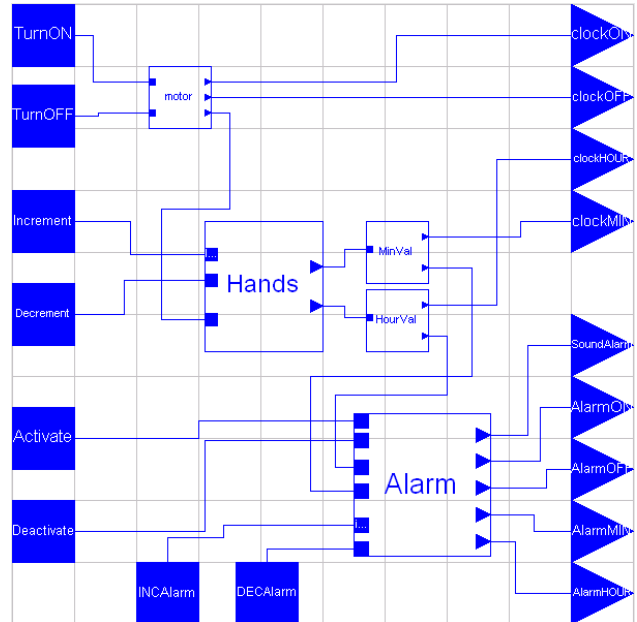 TurnON
clockON
motor
clockOFF
TurnOFF
clockHOUR
Increment
clockMIN
i...
MinVal
Hands
Decrement
HourVal
SoundAlarm
AlarmON
Activate
AlarmOFF
Alarm
i...
Deactivate
AlarmMIN
INCAlarm
DECAlarm
AlarmHOUR